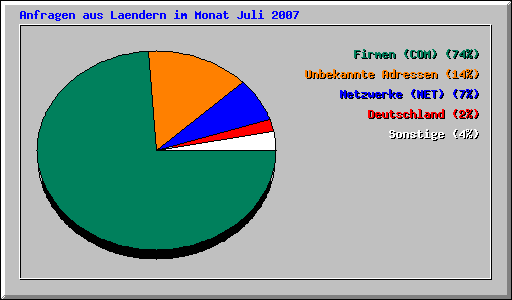 Anfragen aus Laendern im Monat Juli 2007
Firmen (COM) (74%)
Unbekannte Adressen (14%)
Netzwerke (NET) (7%)
Deutschland (2%)
Sonstige (4%)